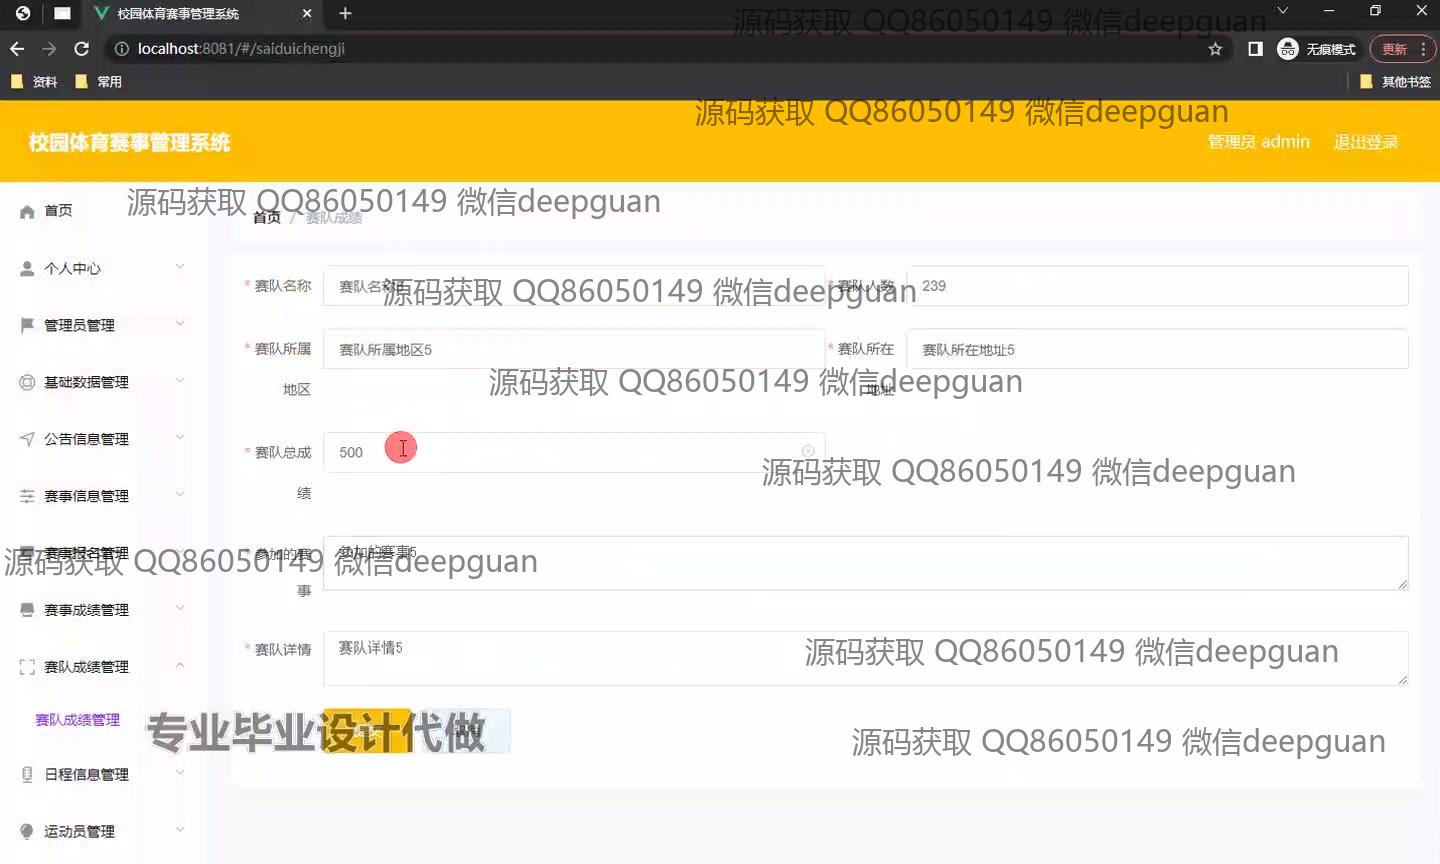 校园体育赛事管理系统
源码获取 QQ86050149 微信deepguan
localhost:8081/#/saiduichengji
无痕模式
更新
资料
常用
其他书签
源码获取 QQ86050149 微信deepguan
校园体育赛事管理系统
管理员 admin
退出登录
源码获取 QQ86050149 微信deepguan
首页
首页 / 赛队成绩
个人中心
* 赛队名称
赛队名称
* 赛队人数
239
源码获取 QQ86050149 微信deepguan
管理员管理
* 赛队所属地区
赛队所属地区5
* 赛队所在地址
赛队所在地址5
基础数据管理
源码获取 QQ86050149 微信deepguan
公告信息管理
* 赛队总成绩
500
源码获取 QQ86050149 微信deepguan
赛事信息管理
赛事报名管理
* 参加的赛事
参加的赛事5
源码获取 QQ86050149 微信deepguan
赛事成绩管理
* 赛队详情
赛队详情5
源码获取 QQ86050149 微信deepguan
赛队成绩管理
赛队成绩管理
专业毕业设计代做
源码获取 QQ86050149 微信deepguan
日程信息管理
运动员管理